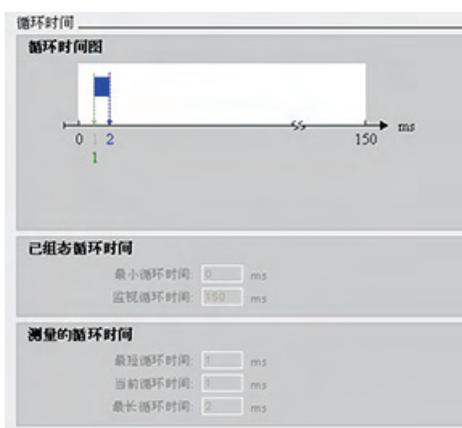 循环时间
循环时间图
ms
0 1 2 150
1
已组态循环时间
最小循环时间: 0 ms
监视循环时间: 150 ms
测量的循环时间
最短循环时间: 1 ms
当前循环时间: 1 ms
最长循环时间: 2 ms